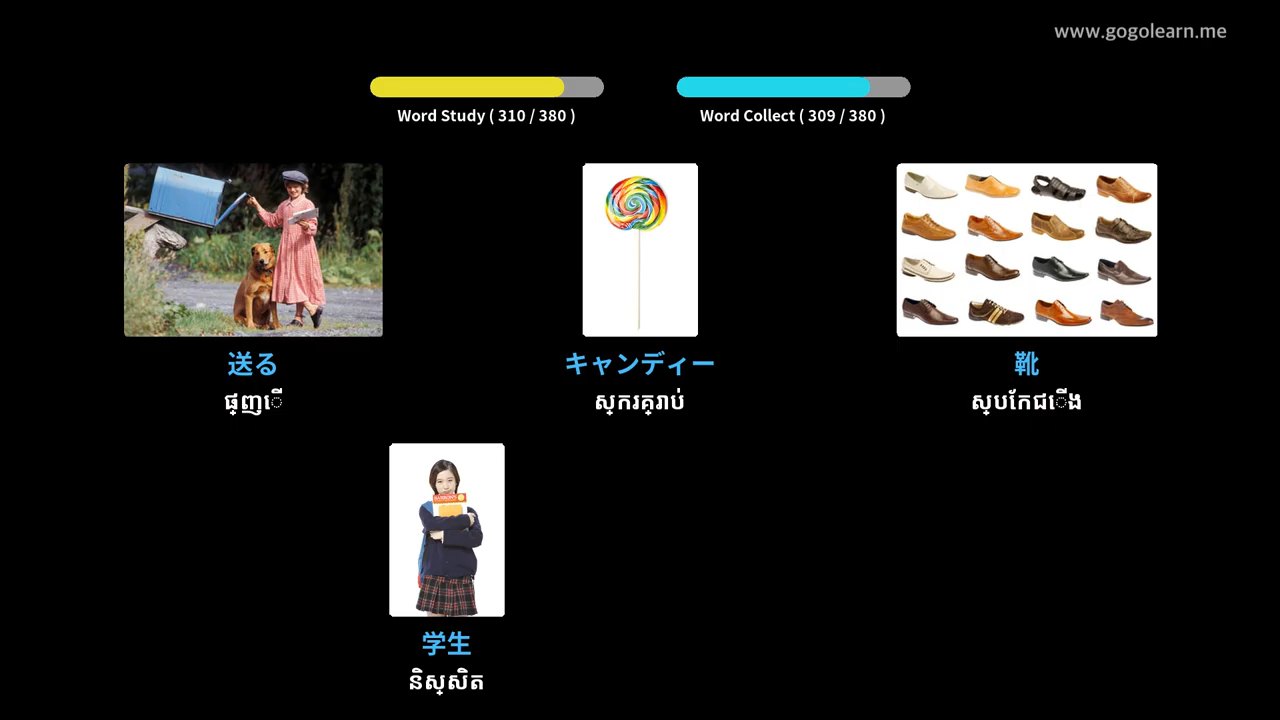 www.gogolearn.me
Word Study ( 310 / 380 )
Word Collect ( 309 / 380 )
送る
キャンディー
靴
ផ្ញើ
ស្ករគ្រាប់
ស្បែកជើង
学生
និស្សិត